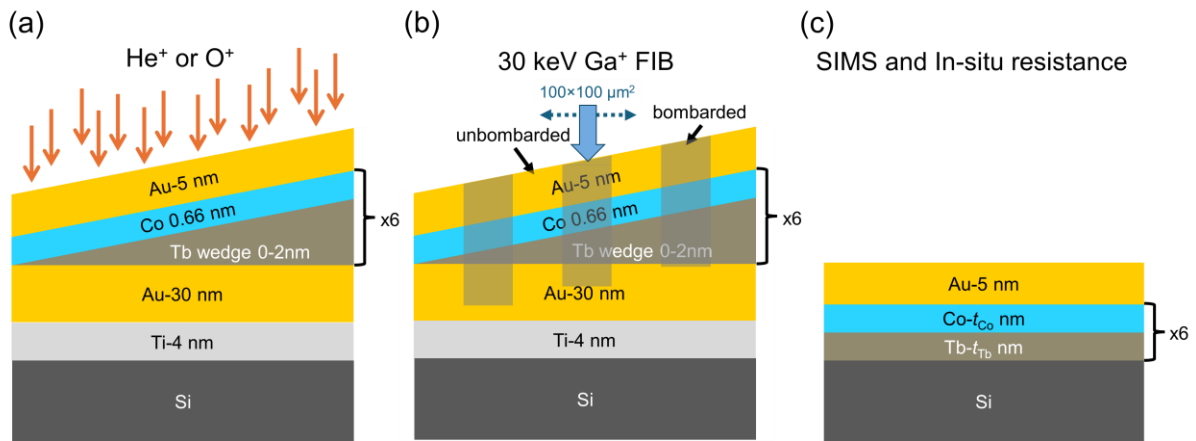 (a)
He⁺ or O⁺
Au-5 nm
Co 0.66 nm
Tb wedge 0-2nm
x6
Au-30 nm
Ti-4 nm
Si
(b)
30 keV Ga⁺ FIB
100×100 µm²
unbombarded
bombarded
Au-5 nm
Co 0.66 nm
Tb wedge 0-2nm
x6
Au-30 nm
Ti-4 nm
Si
(c)
SIMS and In-situ resistance
Au-5 nm
Co-t_Co nm
Tb-t_Tb nm
x6
Si